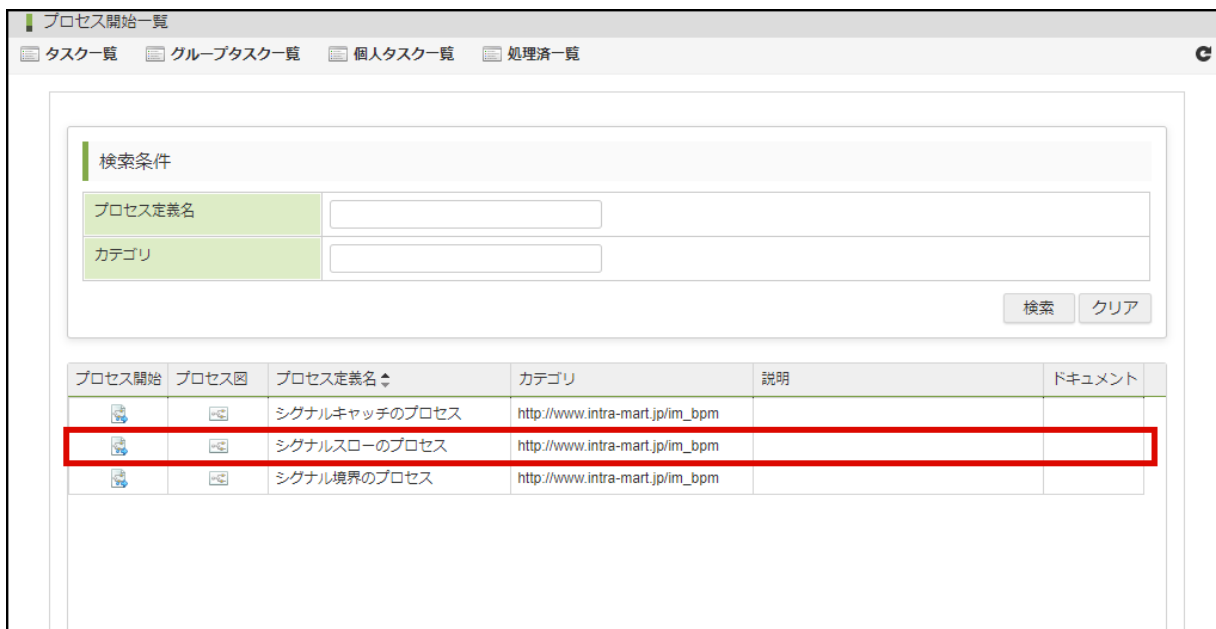 プロセス開始一覧
タスク一覧 グループタスク一覧 個人タスク一覧 処理済一覧
検索条件
プロセス定義名
カテゴリ
検索 クリア
プロセス開始 プロセス図 プロセス定義名 カテゴリ 説明 ドキュメント
シグナルキャッチのプロセス http://www.intra-mart.jp/im_bpm
シグナルスローのプロセス http://www.intra-mart.jp/im_bpm
シグナル境界のプロセス http://www.intra-mart.jp/im_bpm